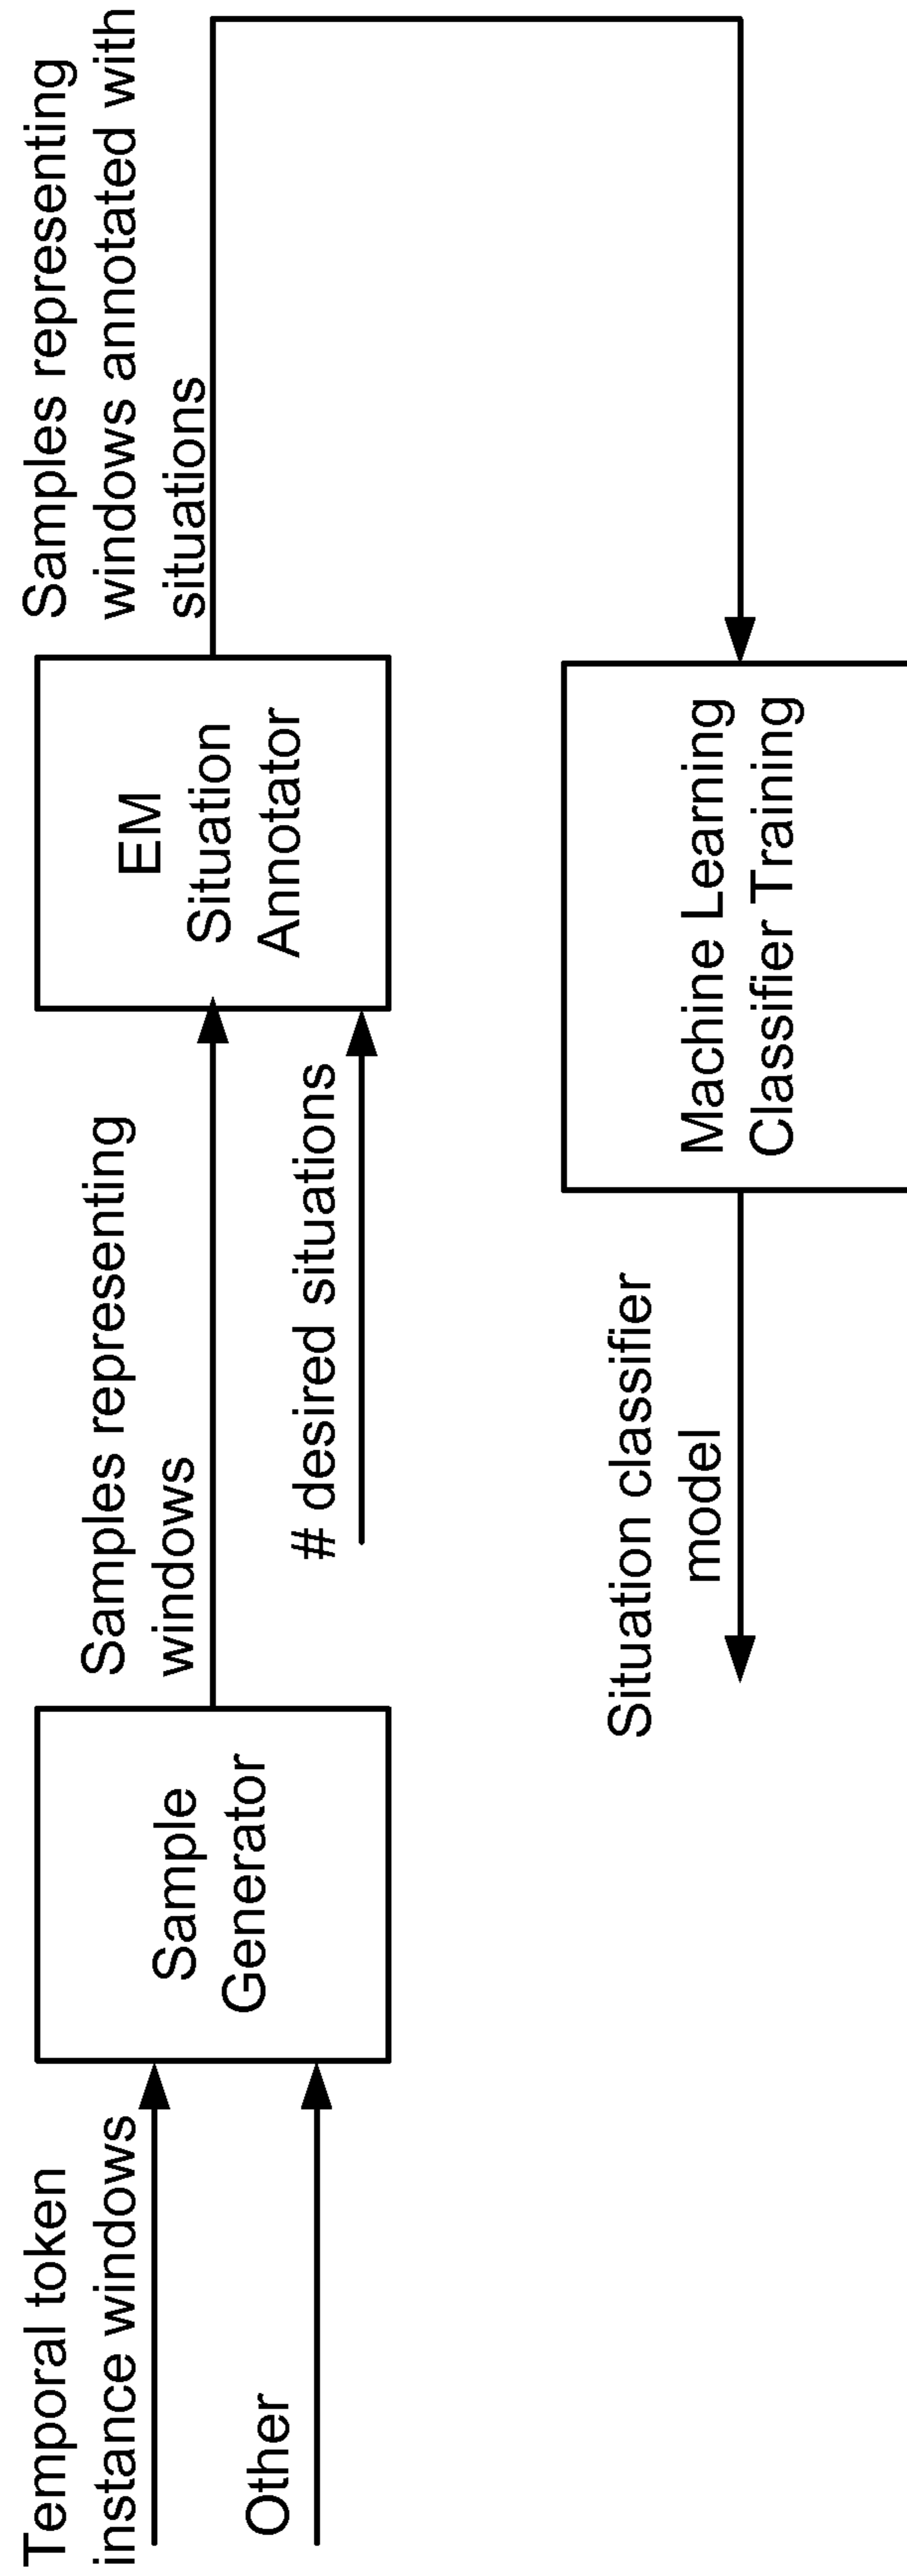 Temporal token
instance windows
Other
Sample
Generator
Samples representing
windows
# desired situations
EM
Situation
Annotator
Samples representing
windows annotated with
situations
Machine Learning
Classifier Training
Situation classifier
model